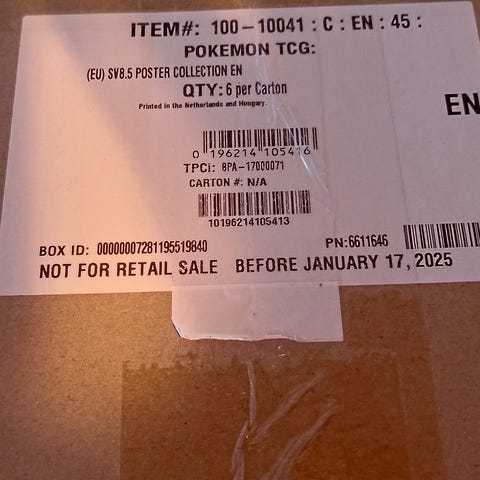 ITEM#: 100-10041 : C : EN : 45 :
POKEMON TCG:
(EU) SV8.5 POSTER COLLECTION EN
QTY: 6 per Carton
Printed in the Netherlands and Hungary.
EN
0 196214 105416
TPCi: 8PA-17000071
CARTON #: N/A
10196214105413
BOX ID: 00000007281195519840 PN:6611646
NOT FOR RETAIL SALE BEFORE JANUARY 17, 2025